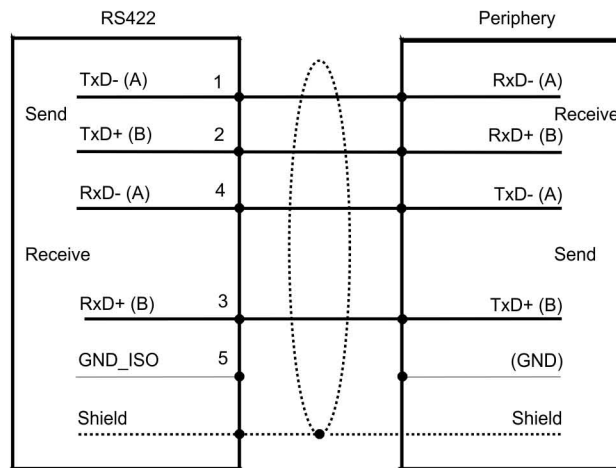 RS422 Periphery
TxD- (A) 1 RxD- (A)
Send Receive
TxD+ (B) 2 RxD+ (B)
RxD- (A) 4 TxD- (A)
Receive Send
RxD+ (B) 3 TxD+ (B)
GND_ISO 5 (GND)
Shield Shield